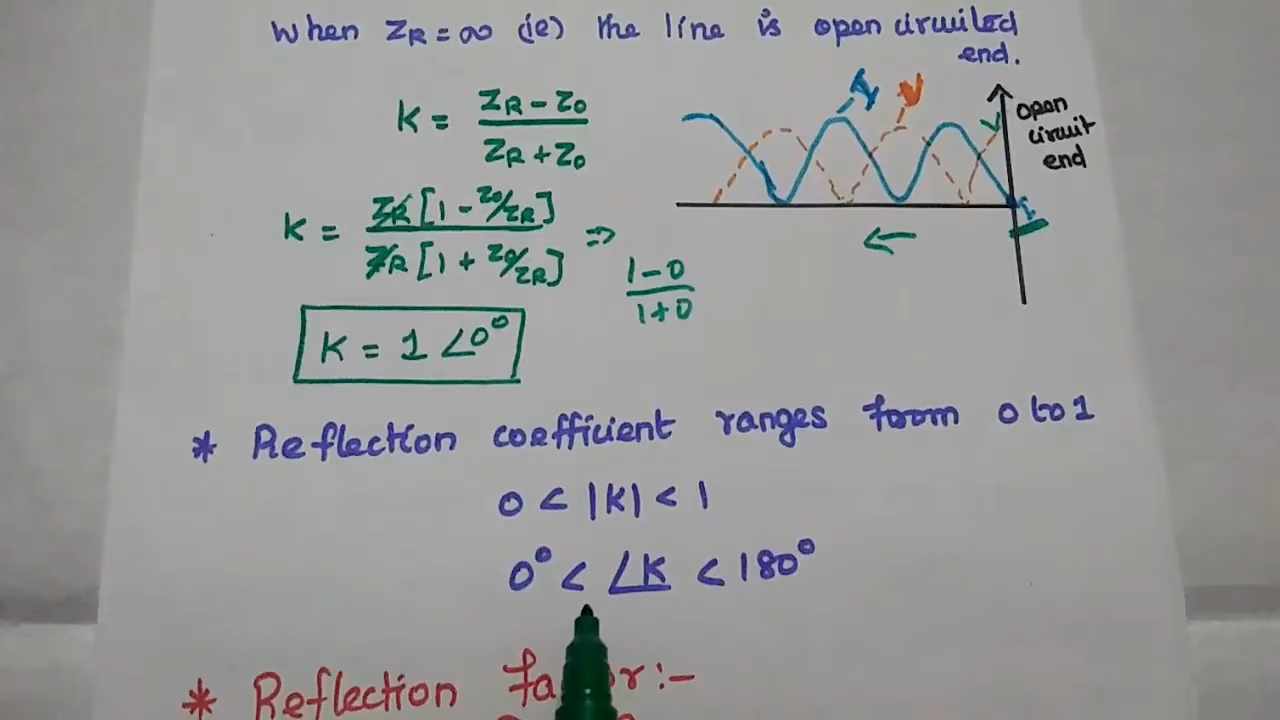 When ZR = ∞ (ie) the line is open circuited
end.
K = ZR - Z0 / ZR + Z0
K = ZR [1 - Z0/ZR] / ZR [1 + Z0/ZR] ⇒ 1-0 / 1+0
K = 1 ∠0°
I
V
V
I
open
circuit
end
←
* Reflection coefficient ranges from 0 to 1
0 < |K| < 1
0° < ∠K < 180°
* Reflection :-